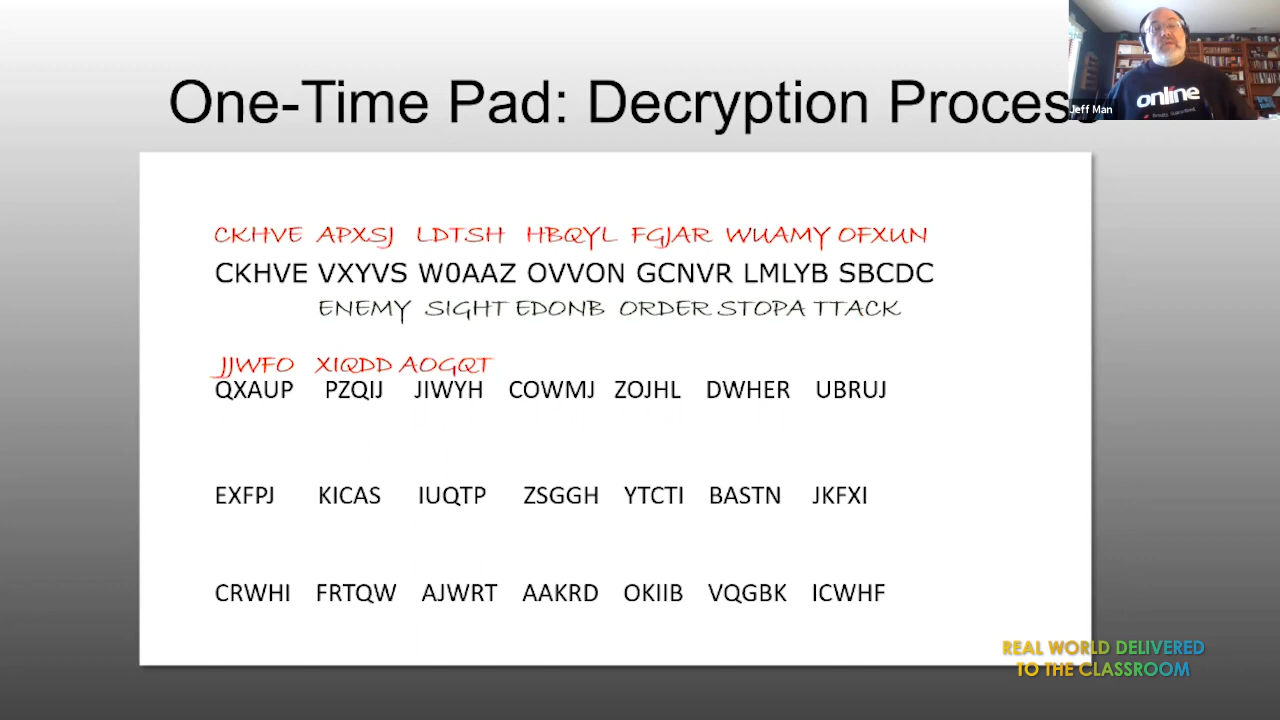 One-Time Pad: Decryption Process
Jeff Man
online
CKHVE APXSJ LDTSH HBQYL FGJAR WUAMY OFXUN
CKHVE VXYVS W0AAZ OVVON GCNVR LMLYB SBCDC
ENEMY SIGHT EDONB ORDER STOPA TTACK
JJWFO XIQDD AOGQT
QXAUP PZQIJ JIWYH COWMJ ZOJHL DWHER UBRUJ
EXFPJ KICAS IUQTP ZSGGH YTCTI BASTN JKFXI
CRWHI FRTQW AJWRT AAKRD OKIIB VQGBK ICWHF
REAL WORLD DELIVERED
TO THE CLASSROOM